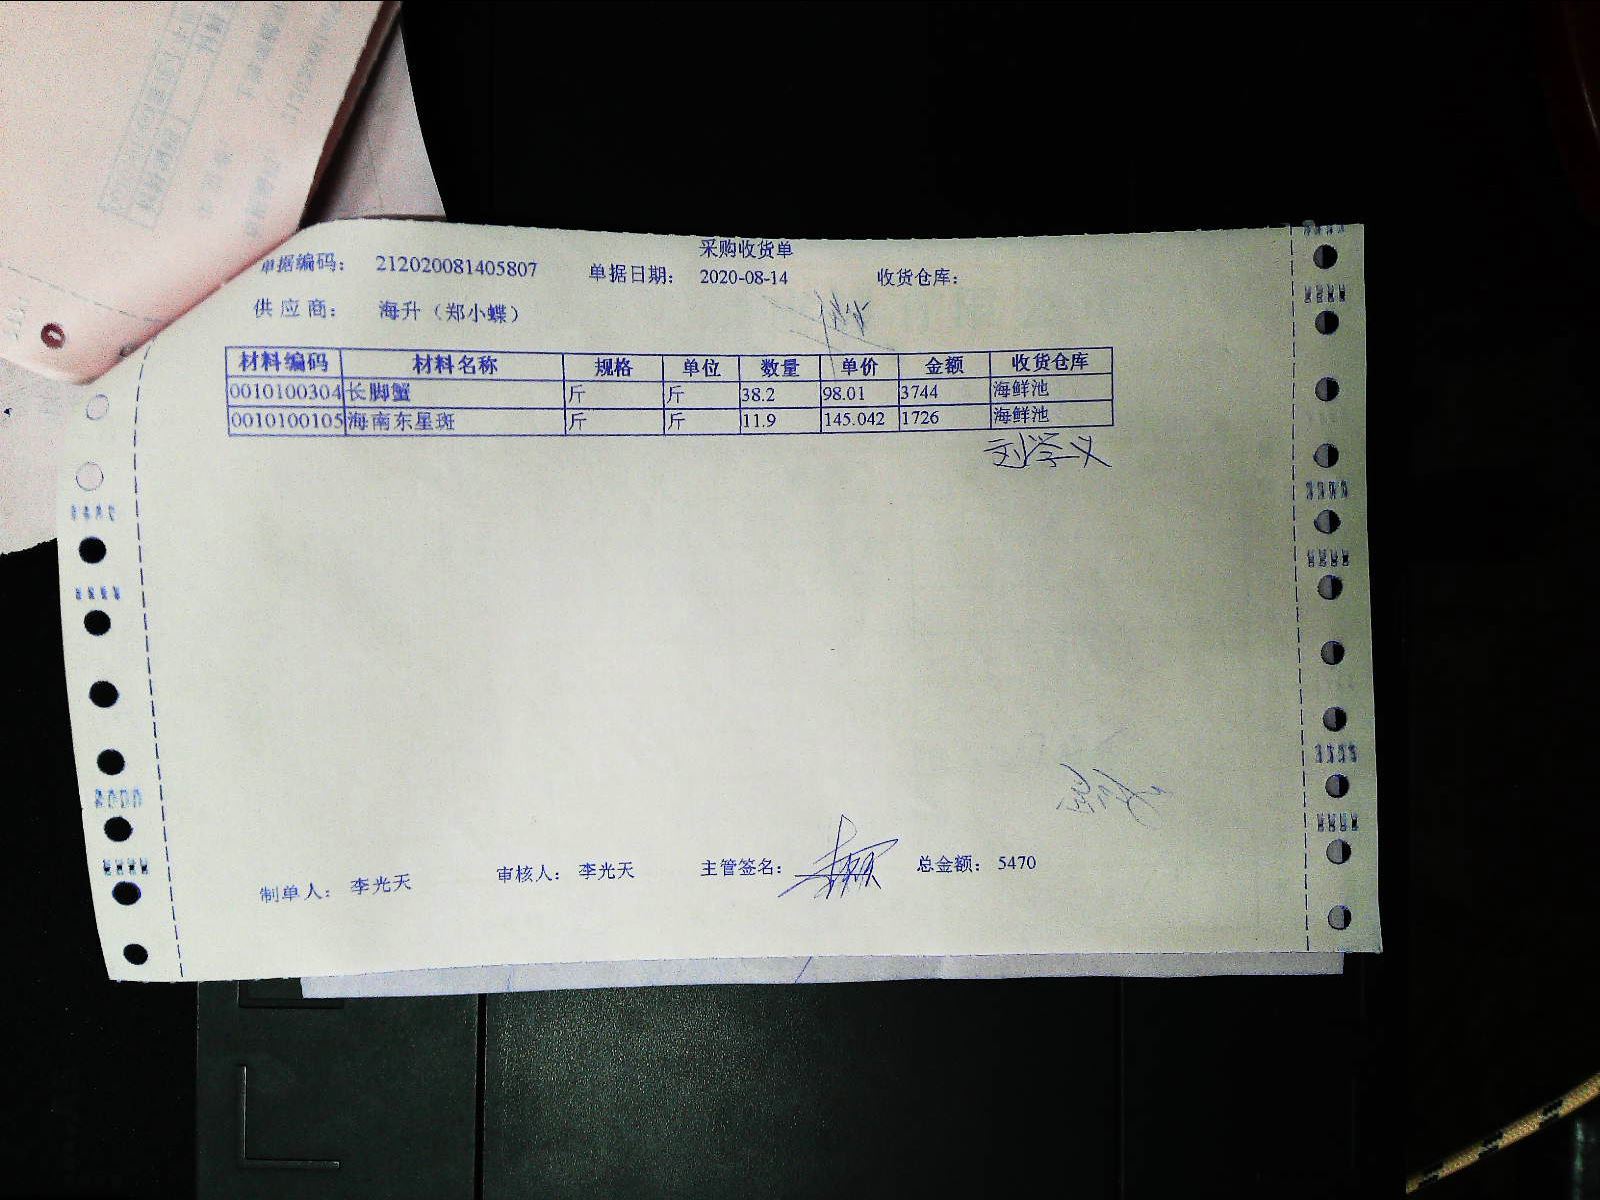 采购收货单
单据编码： 212020081405807 单据日期： 2020-08-14 收货仓库：
供应商： 海升（郑小蝶）
材料编码 材料名称 规格 单位 数量 单价 金额 收货仓库
0010100304 长脚蟹 斤 斤 38.2 98.01 3744 海鲜池
0010100105 海南东星斑 斤 斤 11.9 145.042 1726 海鲜池
刘学义
制单人： 李光天 审核人： 李光天 主管签名： 总金额： 5470